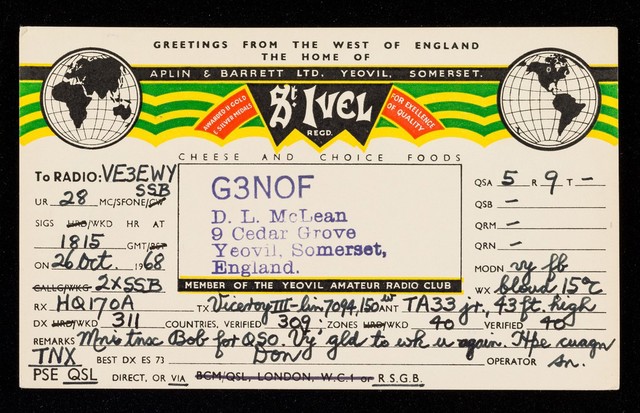 GREETINGS FROM THE WEST OF ENGLAND
THE HOME OF
APLIN & BARRETT LTD. YEOVIL, SOMERSET.
AWARDED 11 GOLD & SILVER MEDALS
St IVEL
REGD.
FOR EXELLENCE OF QUALITY
CHEESE AND CHOICE FOODS
To RADIO: VE3EWY
SSB
UR 28 MC/SFONE/CW
SIGS HRD/WKD HR AT
1815 GMT/BST
ON 26 Oct. 1968
CALLG/WKG 2XSSB
G3NOF
D. L. McLean
9 Cedar Grove
Yeovil, Somerset,
England.
MEMBER OF THE YEOVIL AMATEUR RADIO CLUB
QSA 5 R 9 T -
QSB -
QRM -
QRN -
MODN vy fb
WX cloud 15°C
RX HQ170A TX Viceroy III-lin 7094, 150w ANT TA33 jr., 43 ft. high
DX HRD/WKD 311 COUNTRIES, VERIFIED 309 ZONES HRD/WKD 40 VERIFIED 40
REMARKS Mni tnx Bob for QSO. Vy gld to wk u again. Hpe cuagn
TNX BEST DX ES 73 Don OPERATOR sn.
PSE QSL DIRECT, OR VIA BCM/QSL, LONDON, W.C.1 or R.S.G.B.